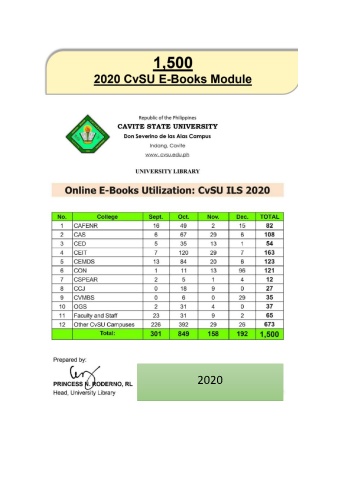 1,500
2020 CvSU E-Books Module
Republic of the Philippines
CAVITE STATE UNIVERSITY
Don Severino de las Alas Campus
Indang, Cavite
www. cvsu.edu.ph
UNIVERSITY LIBRARY
Online E-Books Utilization: CvSU ILS 2020
No. College Sept. Oct. Nov. Dec. TOTAL
1 CAFENR 16 49 2 15 82
2 CAS 6 67 29 6 108
3 CED 5 35 13 1 54
4 CEIT 7 120 29 7 163
5 CEMDS 13 84 20 6 123
6 CON 1 11 13 96 121
7 CSPEAR 2 5 1 4 12
8 CCJ 0 18 9 0 27
9 CVMBS 0 6 0 29 35
10 OGS 2 31 4 0 37
11 Faculty and Staff 23 31 9 2 65
12 Other CvSU Campuses 226 392 29 26 673
Total: 301 849 158 192 1,500
Prepared by:
PRINCESS N. RODERNO, RL
Head, University Library
2020